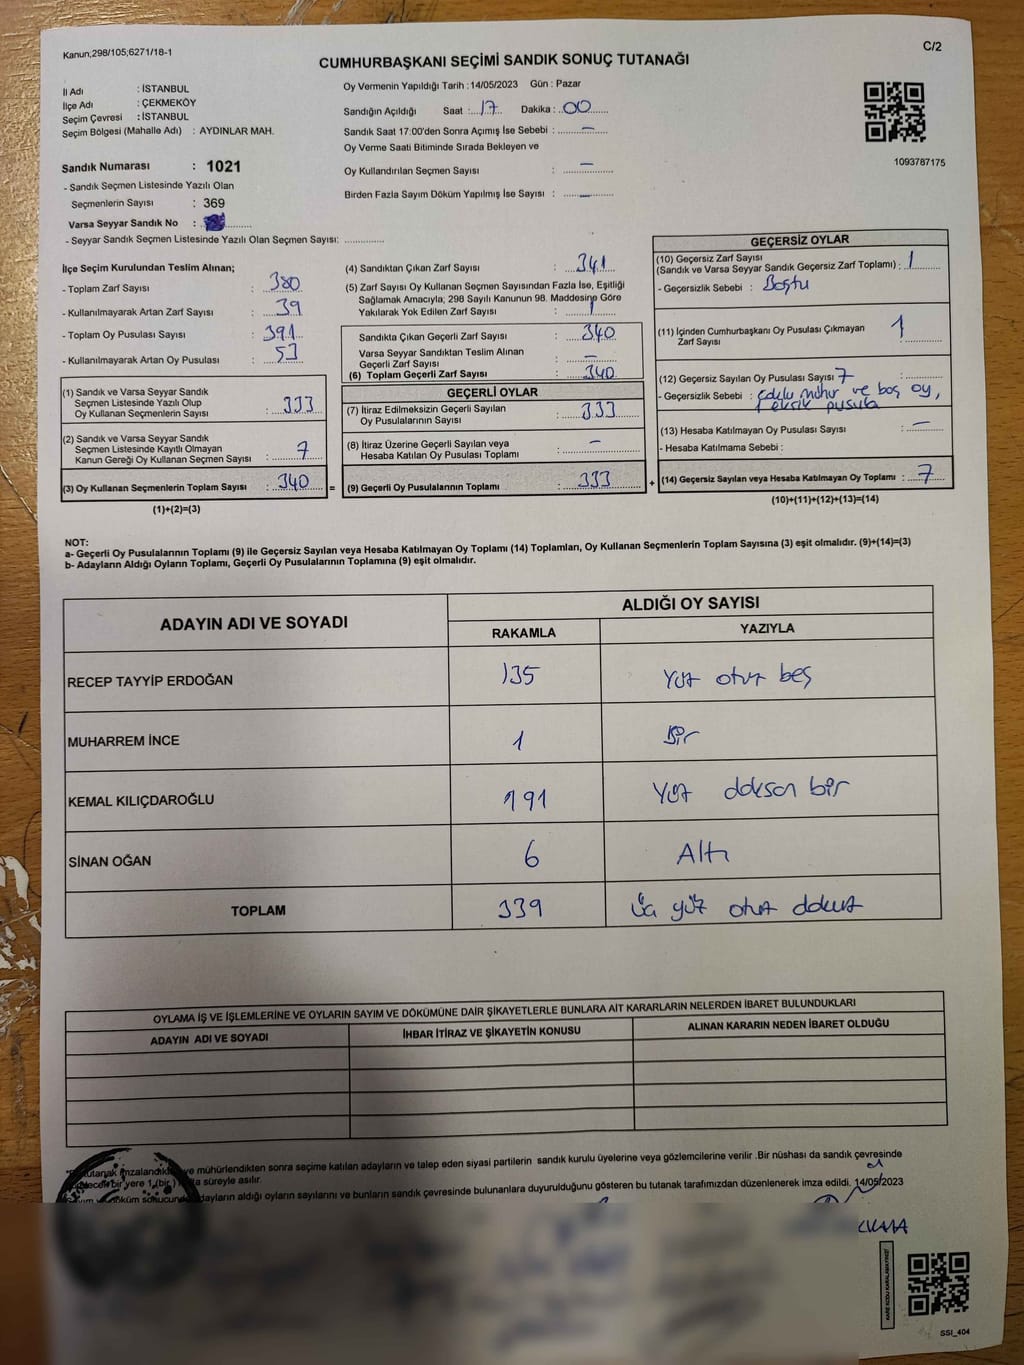 Kanun,298/105;6271/18-1
C/2
CUMHURBAŞKANI SEÇİMİ SANDIK SONUÇ TUTANAĞI
İl Adı : İSTANBUL
İlçe Adı : ÇEKMEKÖY
Seçim Çevresi : İSTANBUL
Seçim Bölgesi (Mahalle Adı) : AYDINLAR MAH.
Sandık Numarası : 1021
- Sandık Seçmen Listesinde Yazılı Olan
Seçmenlerin Sayısı : 369
Varsa Seyyar Sandık No :
- Seyyar Sandık Seçmen Listesinde Yazılı Olan Seçmen Sayısı: ..............
Oy Vermenin Yapıldığı Tarih : 14/05/2023 Gün : Pazar
Sandığın Açıldığı Saat : 17 Dakika : 00
Sandık Saat 17:00'den Sonra Açımış İse Sebebi : –
Oy Verme Saati Bitiminde Sırada Bekleyen ve
Oy Kullandırılan Seçmen Sayısı : –
Birden Fazla Sayım Döküm Yapılmış İse Sayısı : –
1093787175
İlçe Seçim Kurulundan Teslim Alınan;
- Toplam Zarf Sayısı : 380
- Kullanılmayarak Artan Zarf Sayısı : 39
- Toplam Oy Pusulası Sayısı : 391
- Kullanılmayarak Artan Oy Pusulası : 51
(1) Sandık ve Varsa Seyyar Sandık
Seçmen Listesinde Yazılı Olup
Oy Kullanan Seçmenlerin Sayısı : 333
(2) Sandık ve Varsa Seyyar Sandık
Seçmen Listesinde Kayıtlı Olmayan
Kanun Gereği Oy Kullanan Seçmen Sayısı : 7
(3) Oy Kullanan Seçmenlerin Toplam Sayısı : 340 =
(1)+(2)=(3)
(4) Sandıktan Çıkan Zarf Sayısı : 341
(5) Zarf Sayısı Oy Kullanan Seçmen Sayısından Fazla İse, Eşitliği
Sağlamak Amacıyla; 298 Sayılı Kanunun 98. Maddesine Göre
Yakılarak Yok Edilen Zarf Sayısı : 1
Sandıkta Çıkan Geçerli Zarf Sayısı : 340
Varsa Seyyar Sandıktan Teslim Alınan
Geçerli Zarf Sayısı : –
(6) Toplam Geçerli Zarf Sayısı : 340
GEÇERLİ OYLAR
(7) İtiraz Edilmeksizin Geçerli Sayılan
Oy Pusulalarının Sayısı : 333
(8) İtiraz Üzerine Geçerli Sayılan veya
Hesaba Katılan Oy Pusulası Toplamı : –
(9) Geçerli Oy Pusulalarının Toplamı : 333 +
GEÇERSİZ OYLAR
(10) Geçersiz Zarf Sayısı
(Sandık ve Varsa Seyyar Sandık Geçersiz Zarf Toplamı) : 1
- Geçersizlik Sebebi : Boştu
(11) İçinden Cumhurbaşkanı Oy Pusulası Çıkmayan
Zarf Sayısı : 1
(12) Geçersiz Sayılan Oy Pusulası Sayısı 7 :
- Geçersizlik Sebebi : mühür ve boş oy,
eksik pusula
(13) Hesaba Katılmayan Oy Pusulası Sayısı : –
- Hesaba Katılmama Sebebi :
(14) Geçersiz Sayılan veya Hesaba Katılmayan Oy Toplamı : 7
(10)+(11)+(12)+(13)=(14)
NOT:
a- Geçerli Oy Pusulalarının Toplamı (9) ile Geçersiz Sayılan veya Hesaba Katılmayan Oy Toplamı (14) Toplamları, Oy Kullanan Seçmenlerin Toplam Sayısına (3) eşit olmalıdır. (9)+(14)=(3)
b- Adayların Aldığı Oyların Toplamı, Geçerli Oy Pusulalarının Toplamına (9) eşit olmalıdır.
ADAYIN ADI VE SOYADI
ALDIĞI OY SAYISI
RAKAMLA YAZIYLA
RECEP TAYYİP ERDOĞAN 135 Yüz otuz beş
MUHARREM İNCE 1 Bir
KEMAL KILIÇDAROĞLU 191 Yüz doksan bir
SİNAN OĞAN 6 Altı
TOPLAM 339 Üç yüz otuz dokuz
OYLAMA İŞ VE İŞLEMLERİNE VE OYLARIN SAYIM VE DÖKÜMÜNE DAİR ŞİKAYETLERLE BUNLARA AİT KARARLARIN NELERDEN İBARET BULUNDUKLARI
ADAYIN ADI VE SOYADI İHBAR İTİRAZ VE ŞİKAYETİN KONUSU ALINAN KARARIN NEDEN İBARET OLDUĞU
tutanak imzalandık ve mühürlendikten sonra seçime katılan adayların ve talep eden siyasi partilerin sandık kurulu üyelerine veya gözlemcilerine verilir .Bir nüshası da sandık çevresinde
bir yere 1 (bir) süreyle asılır.
döküm sonucunda adayların aldığı oyların sayılarını ve bunların sandık çevresinde bulunanlara duyurulduğunu gösteren bu tutanak tarafımızdan düzenlenerek imza edildi. 14/05/2023
KARE KODU KARALAMAYINIZ!
SSI_404